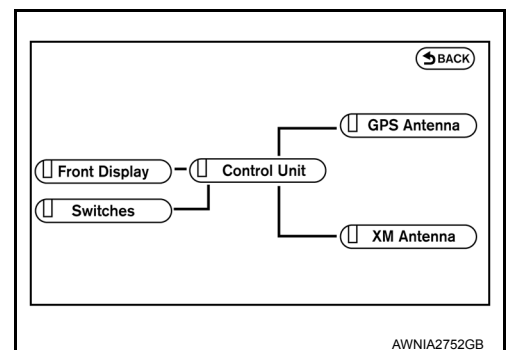 BACK
GPS Antenna
Front Display
Control Unit
Switches
XM Antenna
AWNIA2752GB